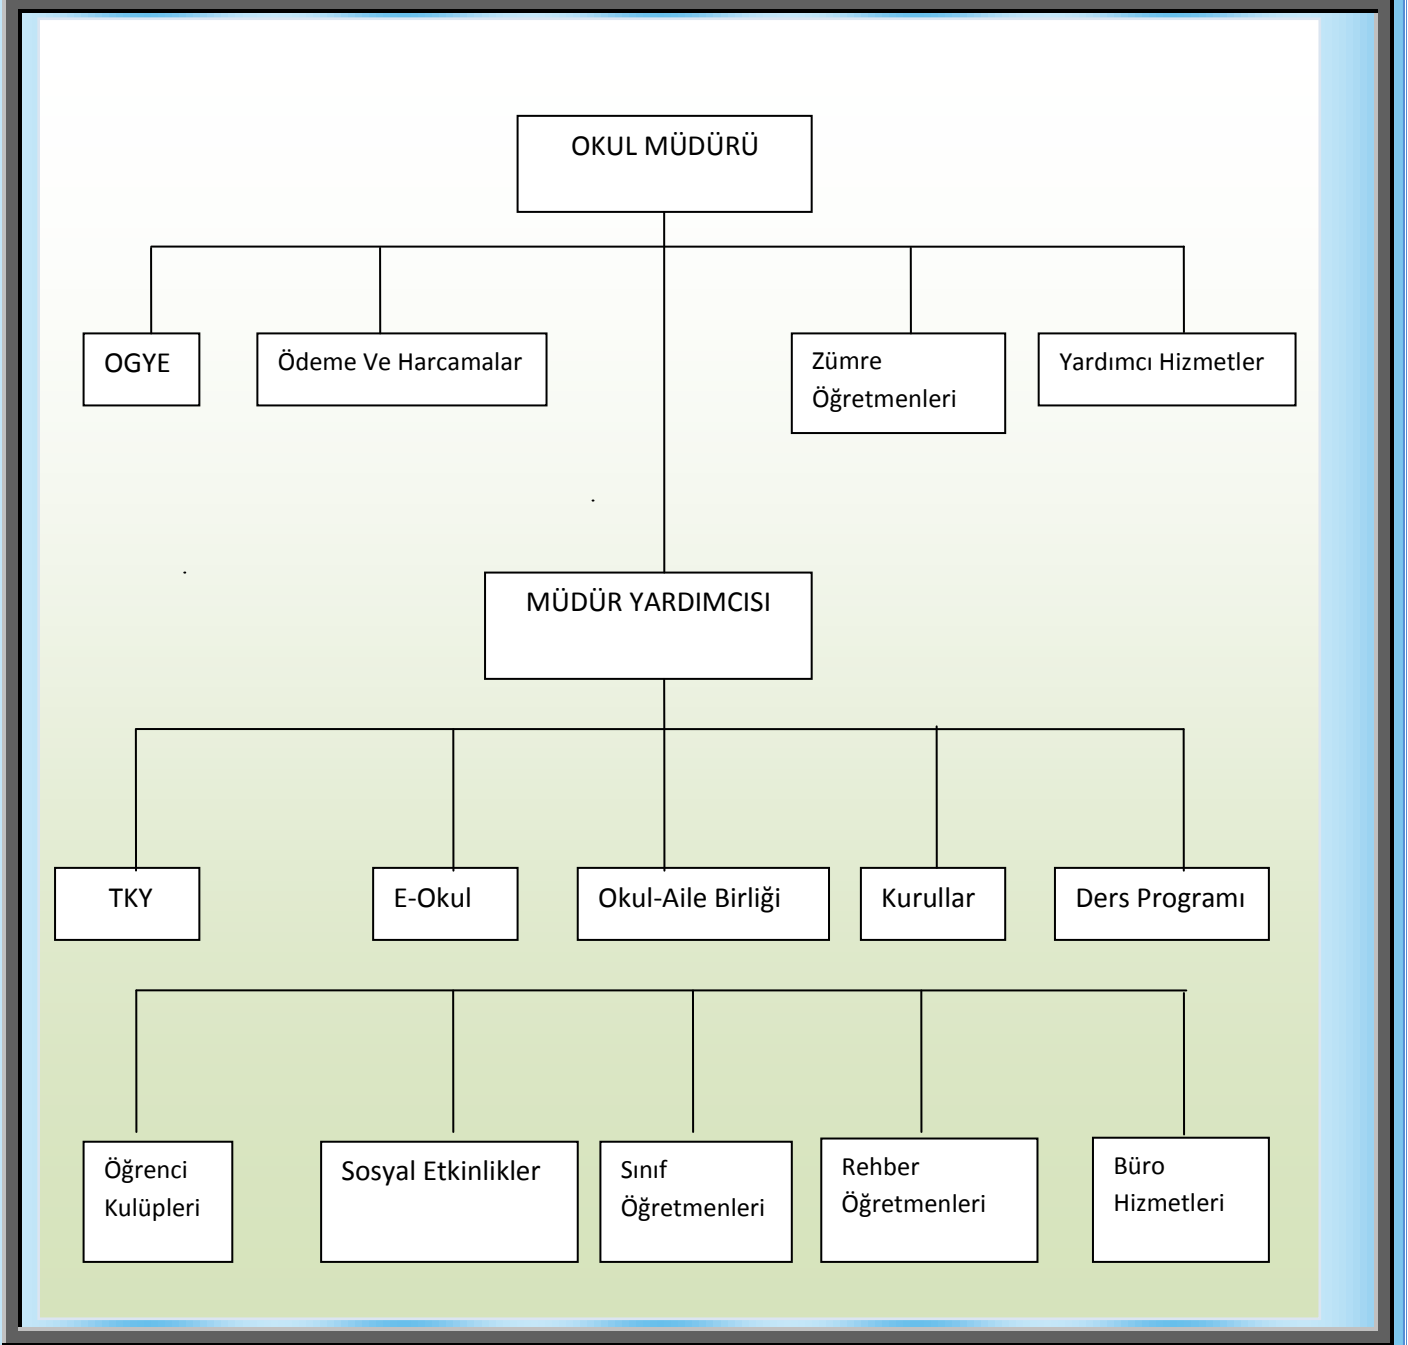 OKUL MÜDÜRÜ
OGYE
Ödeme Ve Harcamalar
Zümre
Öğretmenleri
Yardımcı Hizmetler
MÜDÜR YARDIMCISI
TKY
E-Okul
Okul-Aile Birliği
Kurullar
Ders Programı
Öğrenci
Kulüpleri
Sosyal Etkinlikler
Sınıf
Öğretmenleri
Rehber
Öğretmenleri
Büro
Hizmetleri